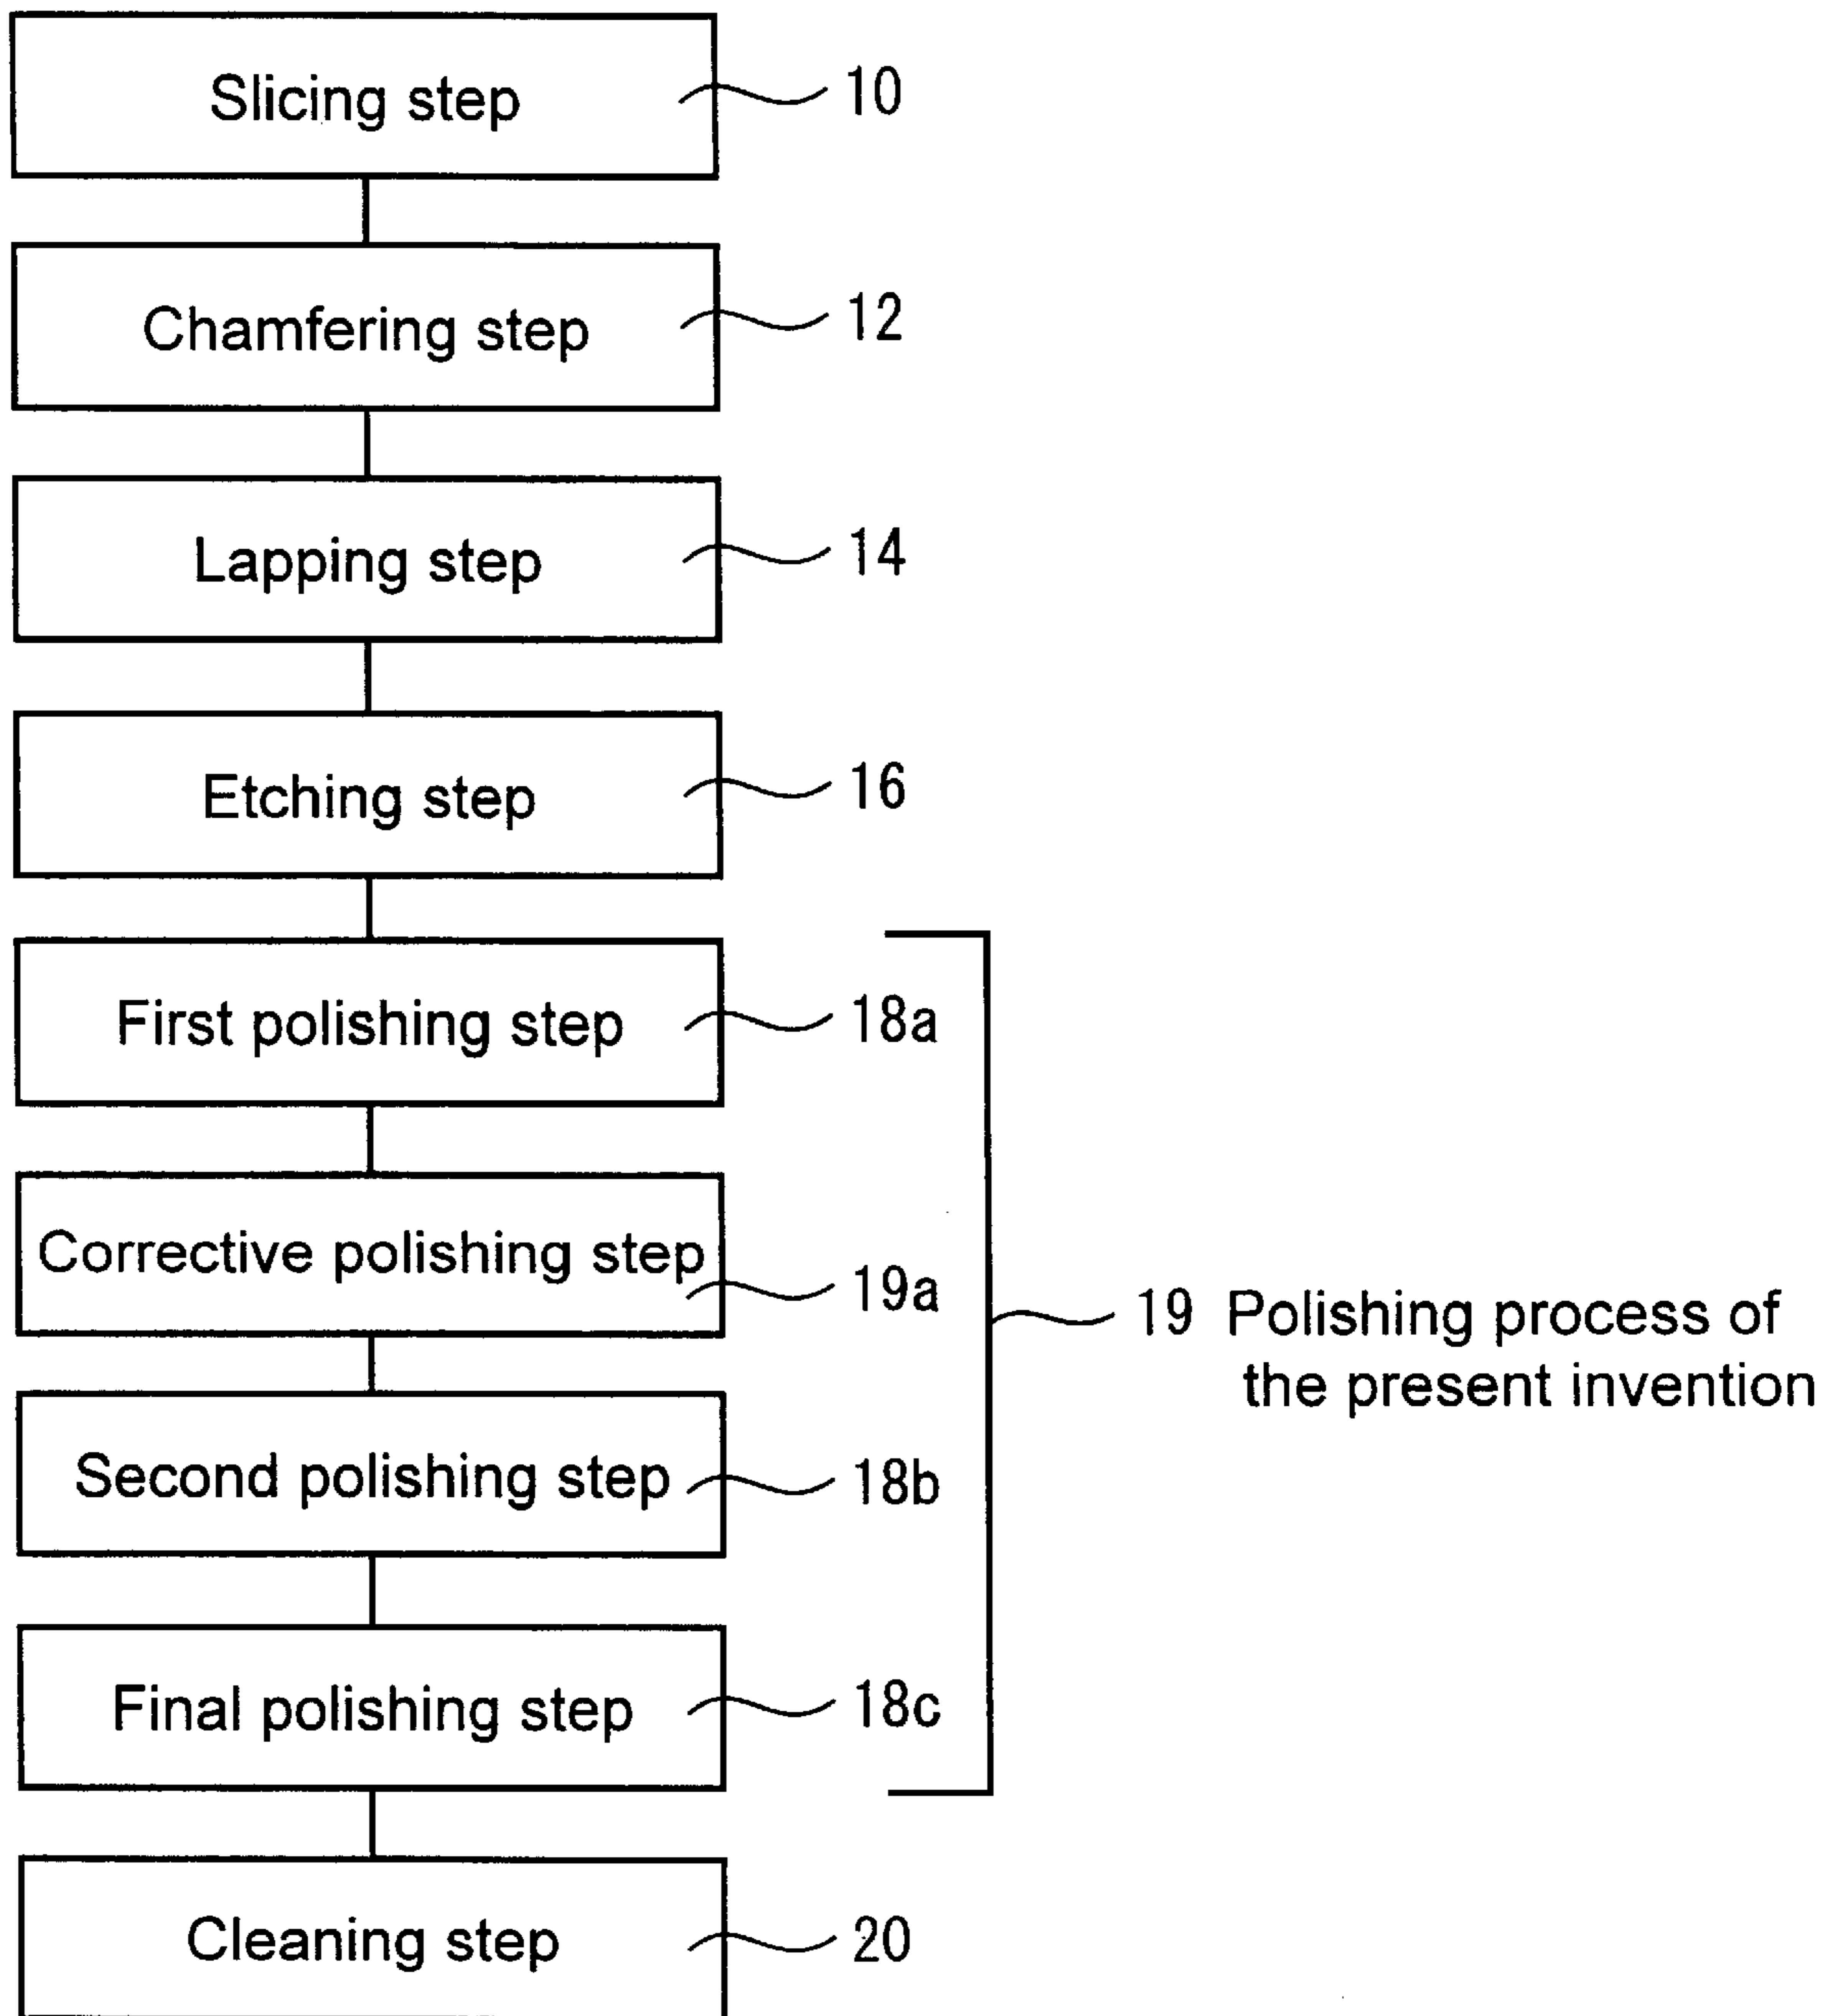 Slicing step 10
Chamfering step 12
Lapping step 14
Etching step 16
First polishing step 18a
Corrective polishing step 19a
19 Polishing process of
the present invention
Second polishing step 18b
Final polishing step 18c
Cleaning step 20